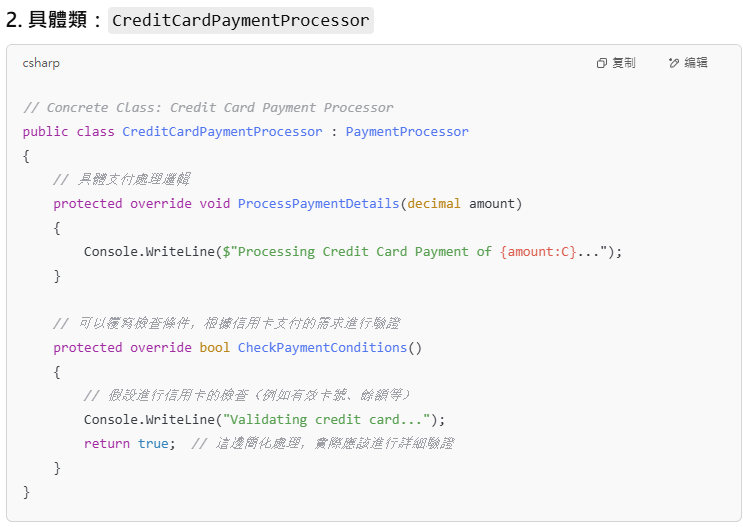 2. 具體類：CreditCardPaymentProcessor
csharp 复制 编辑
// Concrete Class: Credit Card Payment Processor
public class CreditCardPaymentProcessor : PaymentProcessor
{
    // 具體支付處理邏輯
    protected override void ProcessPaymentDetails(decimal amount)
    {
        Console.WriteLine($"Processing Credit Card Payment of {amount:C}...");
    }
    // 可以覆寫檢查條件，根據信用卡支付的需求進行驗證
    protected override bool CheckPaymentConditions()
    {
        // 假設進行信用卡的檢查（例如有效卡號、餘額等）
        Console.WriteLine("Validating credit card...");
        return true;  // 這邊簡化處理，實際應該進行詳細驗證
    }
}